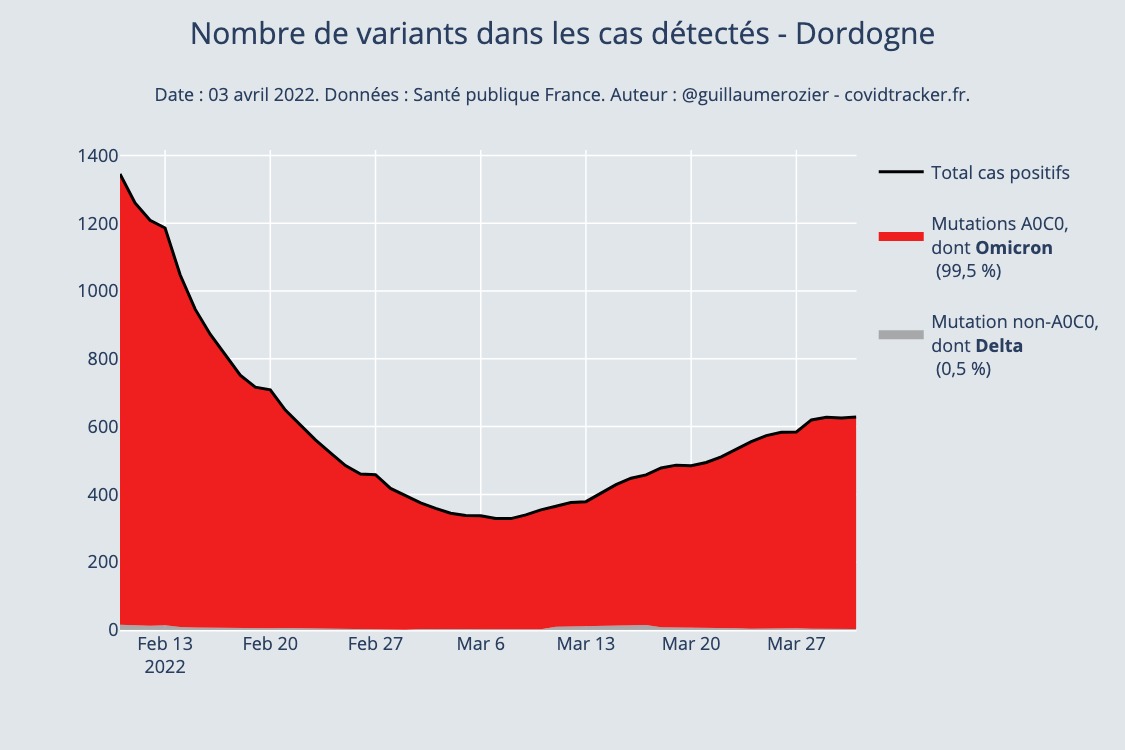 Nombre de variants dans les cas détectés - Dordogne
Date : 03 avril 2022. Données : Santé publique France. Auteur : @guillaumerozier - covidtracker.fr.
1400
1200
1000
800
600
400
200
0
Feb 13
2022
Feb 20
Feb 27
Mar 6
Mar 13
Mar 20
Mar 27
Total cas positifs
Mutations A0C0,
dont Omicron
(99,5 %)
Mutation non-A0C0,
dont Delta
(0,5 %)